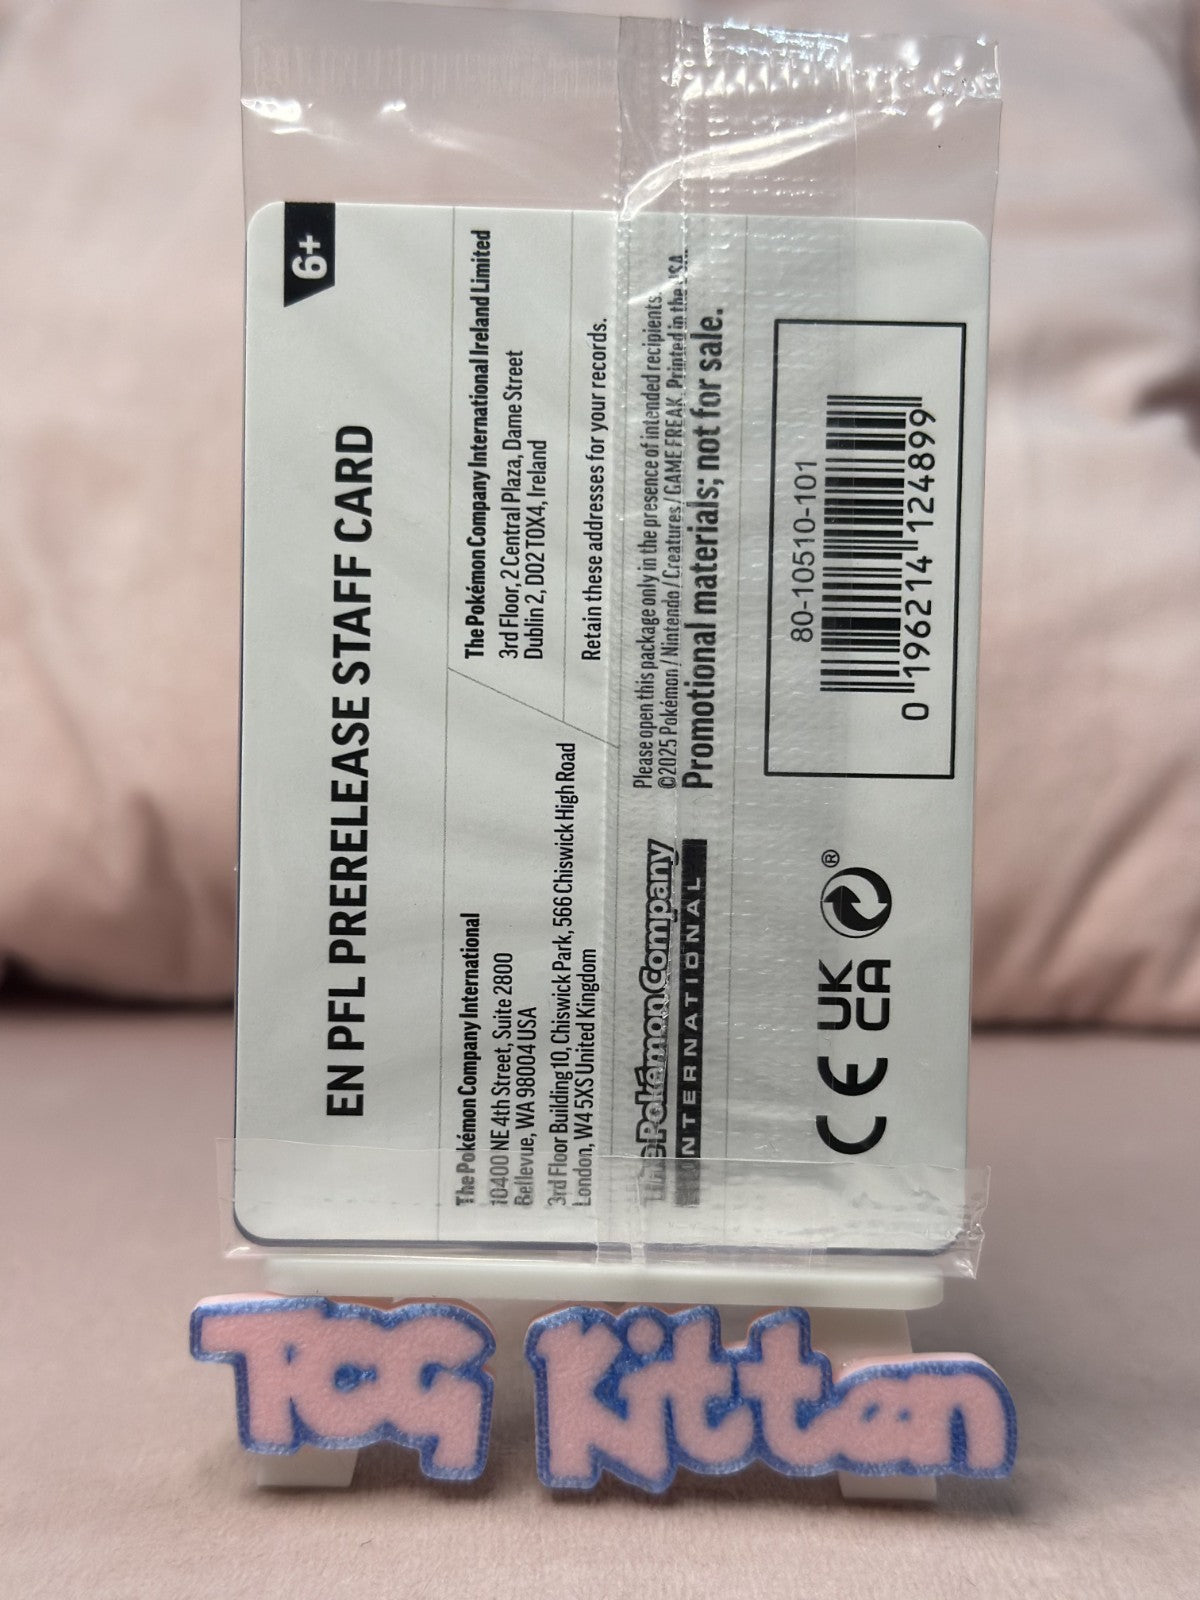 6+
EN PFL PRERELEASE STAFF CARD
The Pokémon Company International
10400 NE 4th Street, Suite 2800
Bellevue, WA 98004 USA
3rd Floor Building 10, Chiswick Park, 566 Chiswick High Road
London, W4 5XS United Kingdom
The Pokémon Company International Ireland Limited
3rd Floor, 2 Central Plaza, Dame Street
Dublin 2, D02 T0X4, Ireland
Retain these addresses for your records.
The Pokémon Company
INTERNATIONAL
Please open this package only in the presence of intended recipients.
©2025 Pokémon / Nintendo / Creatures / GAME FREAK. Printed in the USA.
Promotional materials; not for sale.
CE UK
CA ®
80-10510-101
0 196214 124899
TCG Kitten